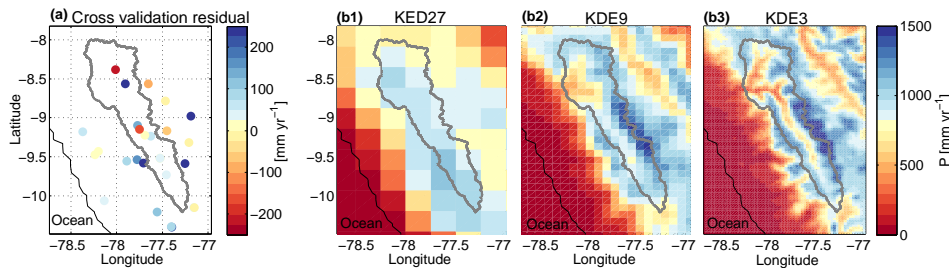 (a) Cross validation residual
Latitude
−8
−8.5
−9
−9.5
−10
Ocean
−78.5 −78 −77.5 −77
Longitude
200
100
0
−100
−200
[mm yr⁻¹]
(b1) KED27
−8
−8.5
−9
−9.5
−10
Ocean
−78.5 −78 −77.5 −77
Longitude
(b2) KDE9
Ocean
−78.5 −78 −77.5 −77
Longitude
(b3) KDE3
Ocean
−78.5 −78 −77.5 −77
Longitude
1500
1000
500
0
P [mm yr⁻¹]